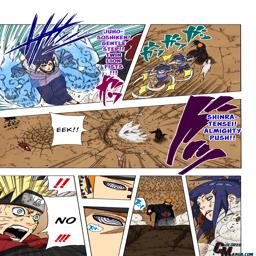 JUHO-
SOSHIKEN!
GENTLE
STEP!!
TWIN
LION
FISTS
!!!
SHINRA-
TENSEI!
ALMIGHTY
PUSH!!
EEK!!
!!
NO
!!!